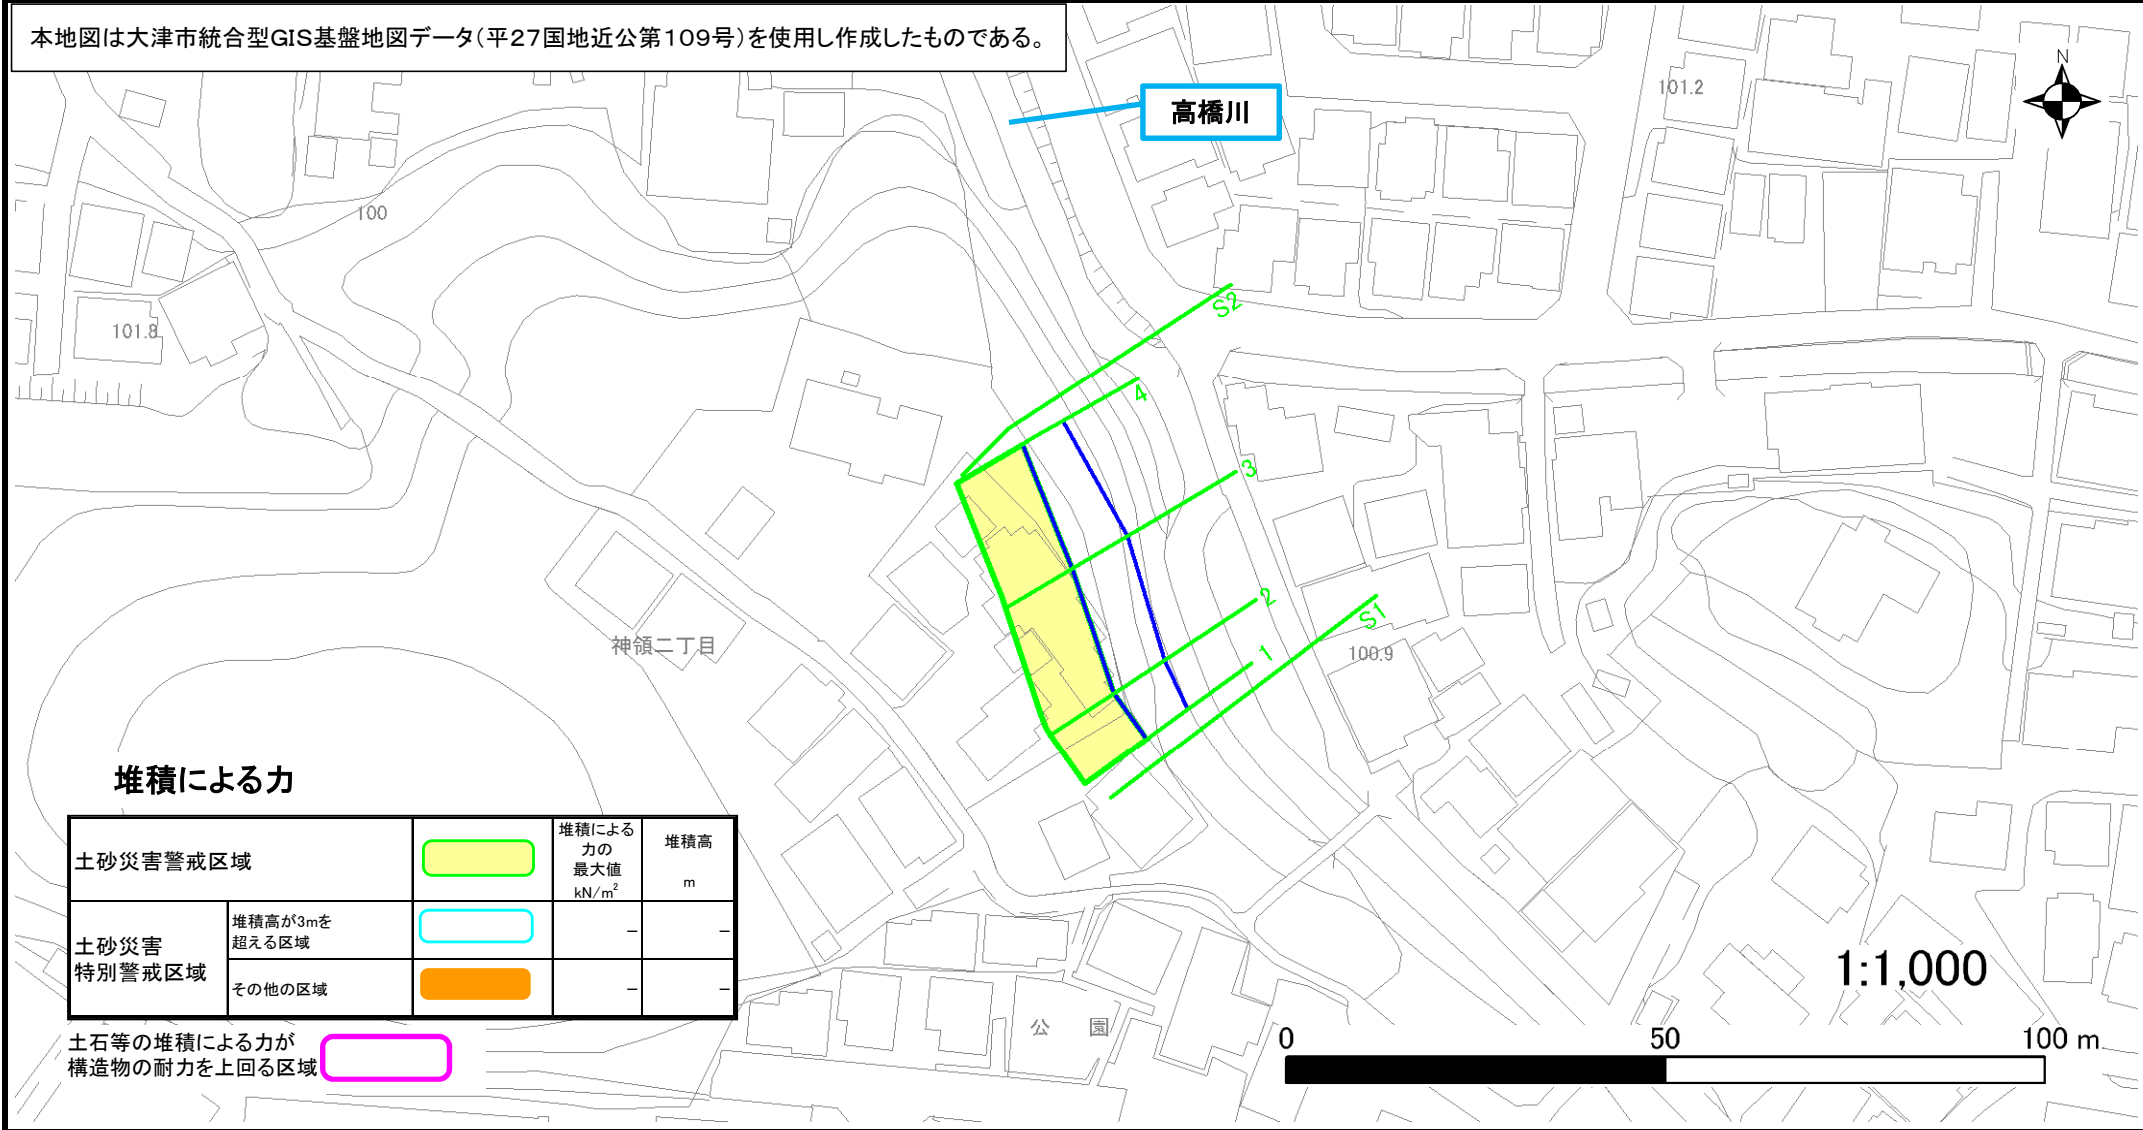 本地図は大津市統合型GIS基盤地図データ(平27国地近公第109号)を使用し作成したものである。
高橋川
N
101.2
100
101.8
S2
4
3
2
S1
1
100.9
神領二丁目
堆積による力
土砂災害警戒区域
堆積による
力の
最大値
kN/m²
堆積高
m
土砂災害
特別警戒区域
堆積高が3mを
超える区域
－ －
その他の区域
－ －
土石等の堆積による力が
構造物の耐力を上回る区域
公園
1:1,000
0 50 100 m